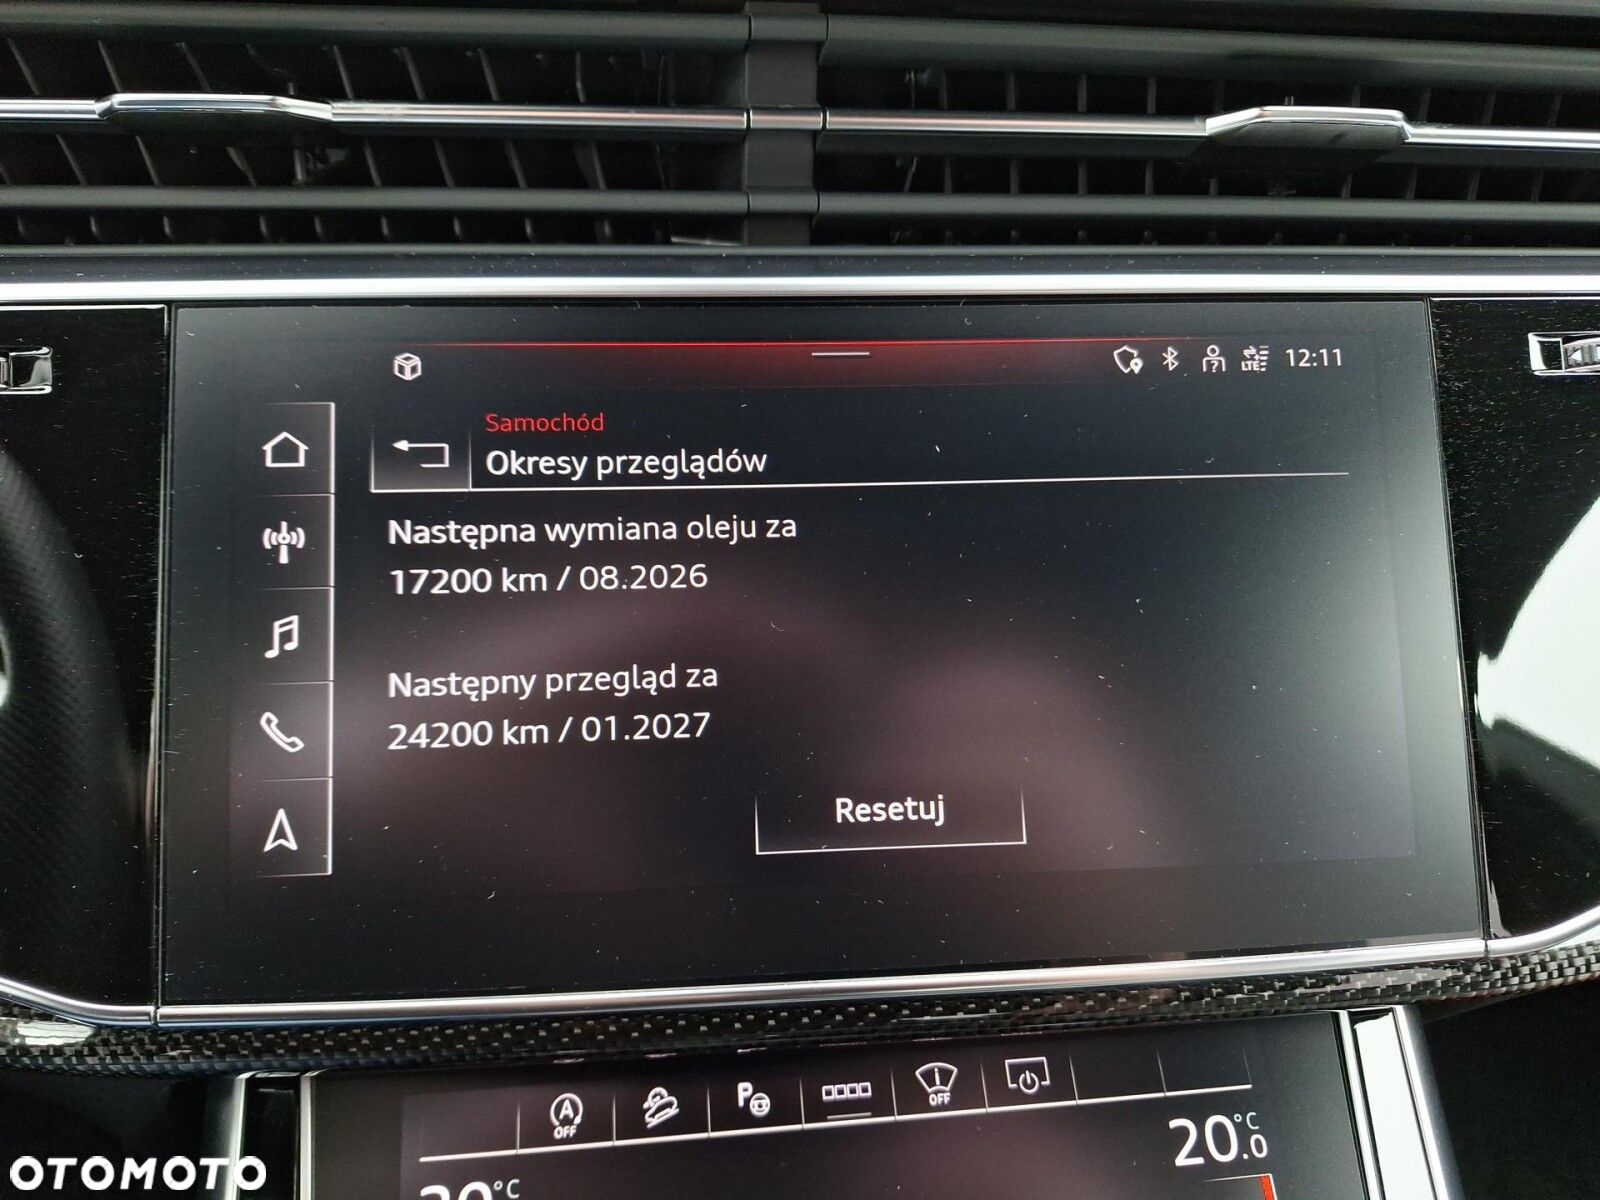 LTE
12:11
Samochód
Okresy przeglądów
Następna wymiana oleju za
17200 km / 08.2026
Następny przegląd za
24200 km / 01.2027
Resetuj
A
OFF
P
OFF
20.0 °C
°C
OTOMOTO